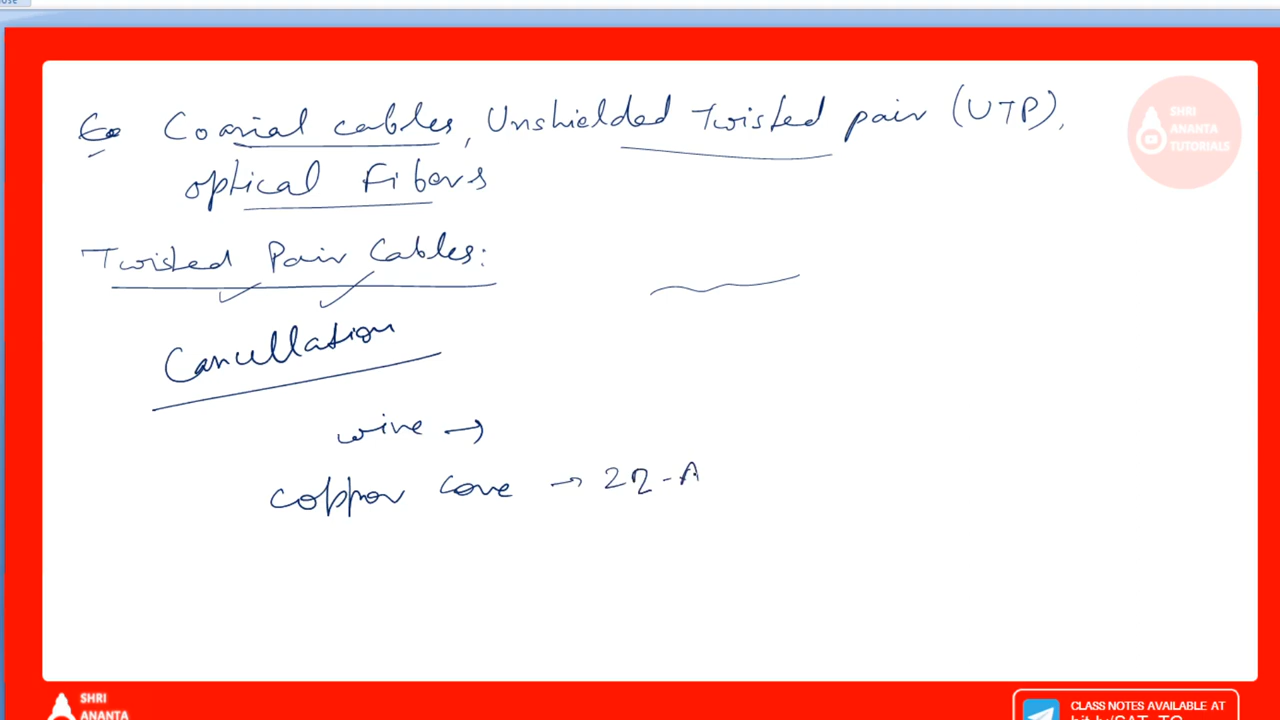 Ex Coaxial cables, Unshielded Twisted pair (UTP),
optical Fibers
Twisted Pair Cables:
Cancellation
wire →
copper core → 22-A
SHRI
ANANTA
TUTORIALS
SHRI
ANANTA
CLASS NOTES AVAILABLE AT